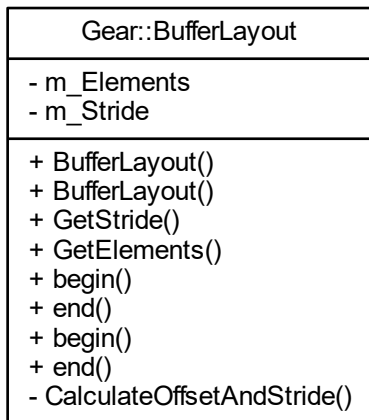 Gear::BufferLayout
- m_Elements
- m_Stride
+ BufferLayout()
+ BufferLayout()
+ GetStride()
+ GetElements()
+ begin()
+ end()
+ begin()
+ end()
- CalculateOffsetAndStride()